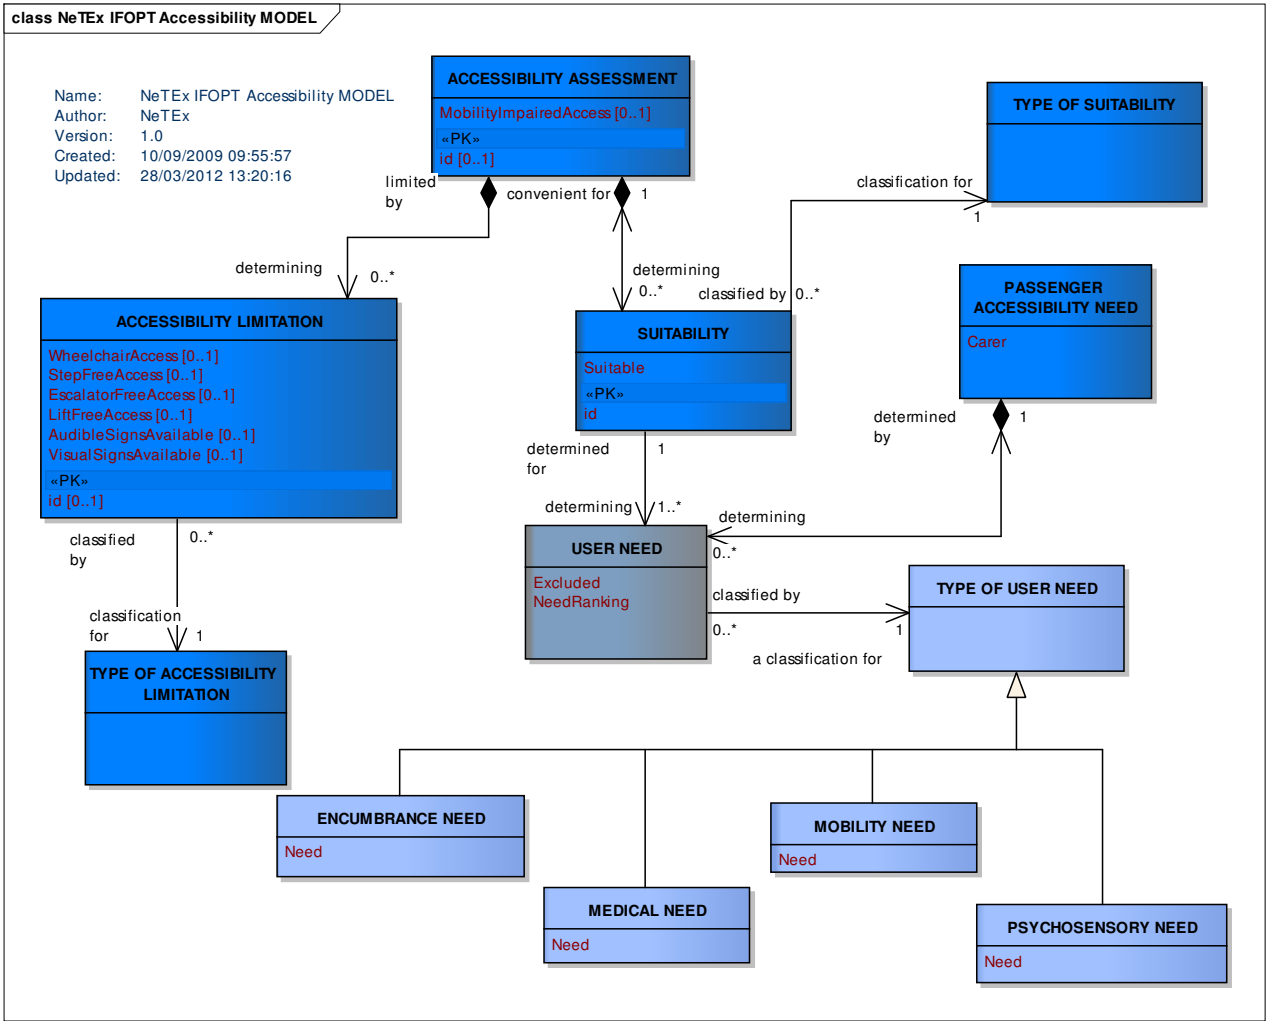 class NeTEx IFOPT Accessibility MODEL
Name: NeTEx IFOPT Accessibility MODEL
Author: NeTEx
Version: 1.0
Created: 10/09/2009 09:55:57
Updated: 28/03/2012 13:20:16
ACCESSIBILITY ASSESSMENT
MobilityImpairedAccess [0..1]
«PK»
id [0..1]
TYPE OF SUITABILITY
limited
by
convenient for
1
classification for
1
determining
0..*
determining
0..*
classified by
0..*
PASSENGER
ACCESSIBILITY NEED
Carer
ACCESSIBILITY LIMITATION
WheelchairAccess [0..1]
StepFreeAccess [0..1]
EscalatorFreeAccess [0..1]
LiftFreeAccess [0..1]
AudibleSignsAvailable [0..1]
VisualSignsAvailable [0..1]
«PK»
id [0..1]
SUITABILITY
Suitable
«PK»
id
determined
for
1
determined
by
1
determining
1..*
determining
0..*
classified
by
0..*
USER NEED
Excluded
NeedRanking
classified by
0..*
1
a classification for
TYPE OF USER NEED
classification
for
1
TYPE OF ACCESSIBILITY
LIMITATION
ENCUMBRANCE NEED
Need
MOBILITY NEED
Need
MEDICAL NEED
Need
PSYCHOSENSORY NEED
Need